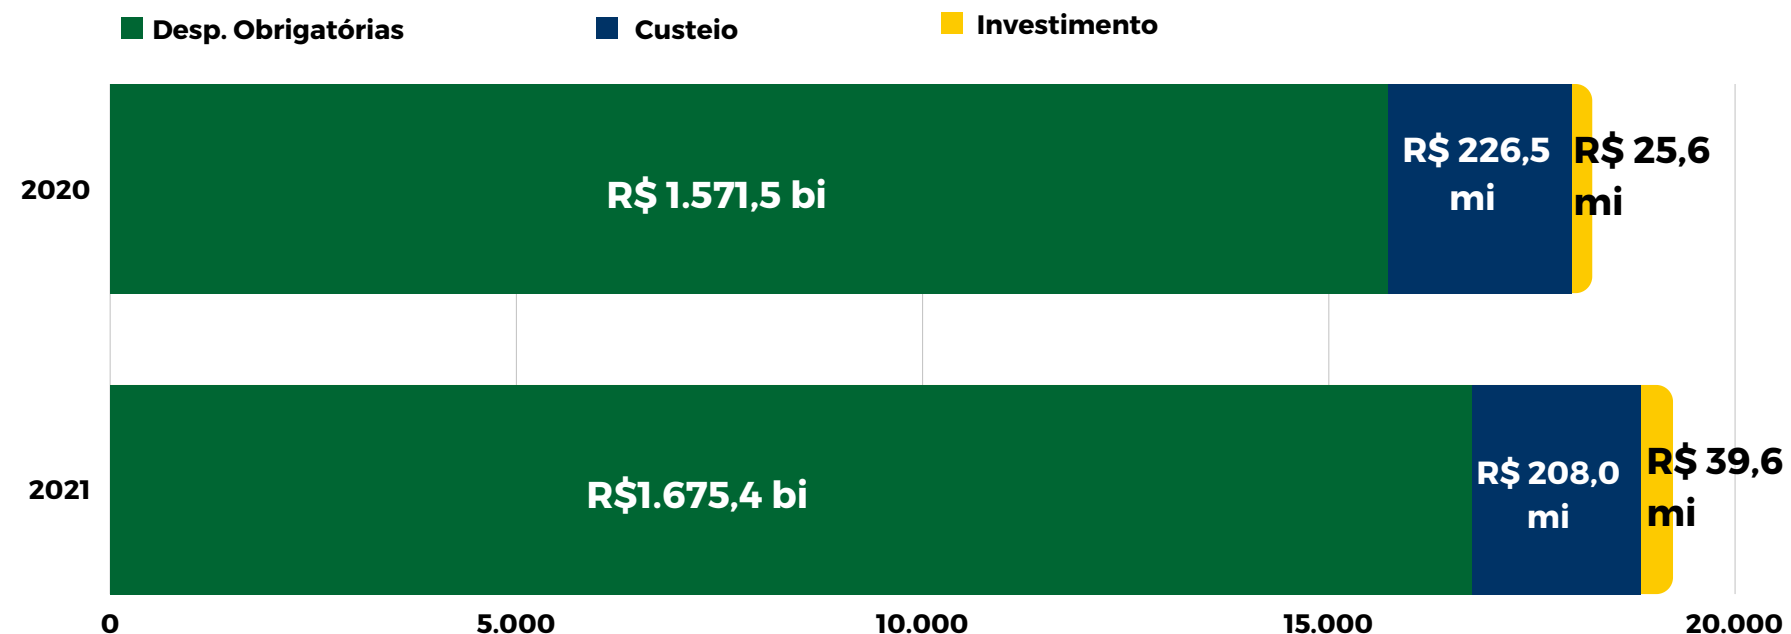 Desp. Obrigatórias
Custeio
Investimento
2020
R$ 1.571,5 bi
R$ 226,5
mi
R$ 25,6
mi
2021
R$1.675,4 bi
R$ 208,0
mi
R$ 39,6
mi
0
5.000
10.000
15.000
20.000